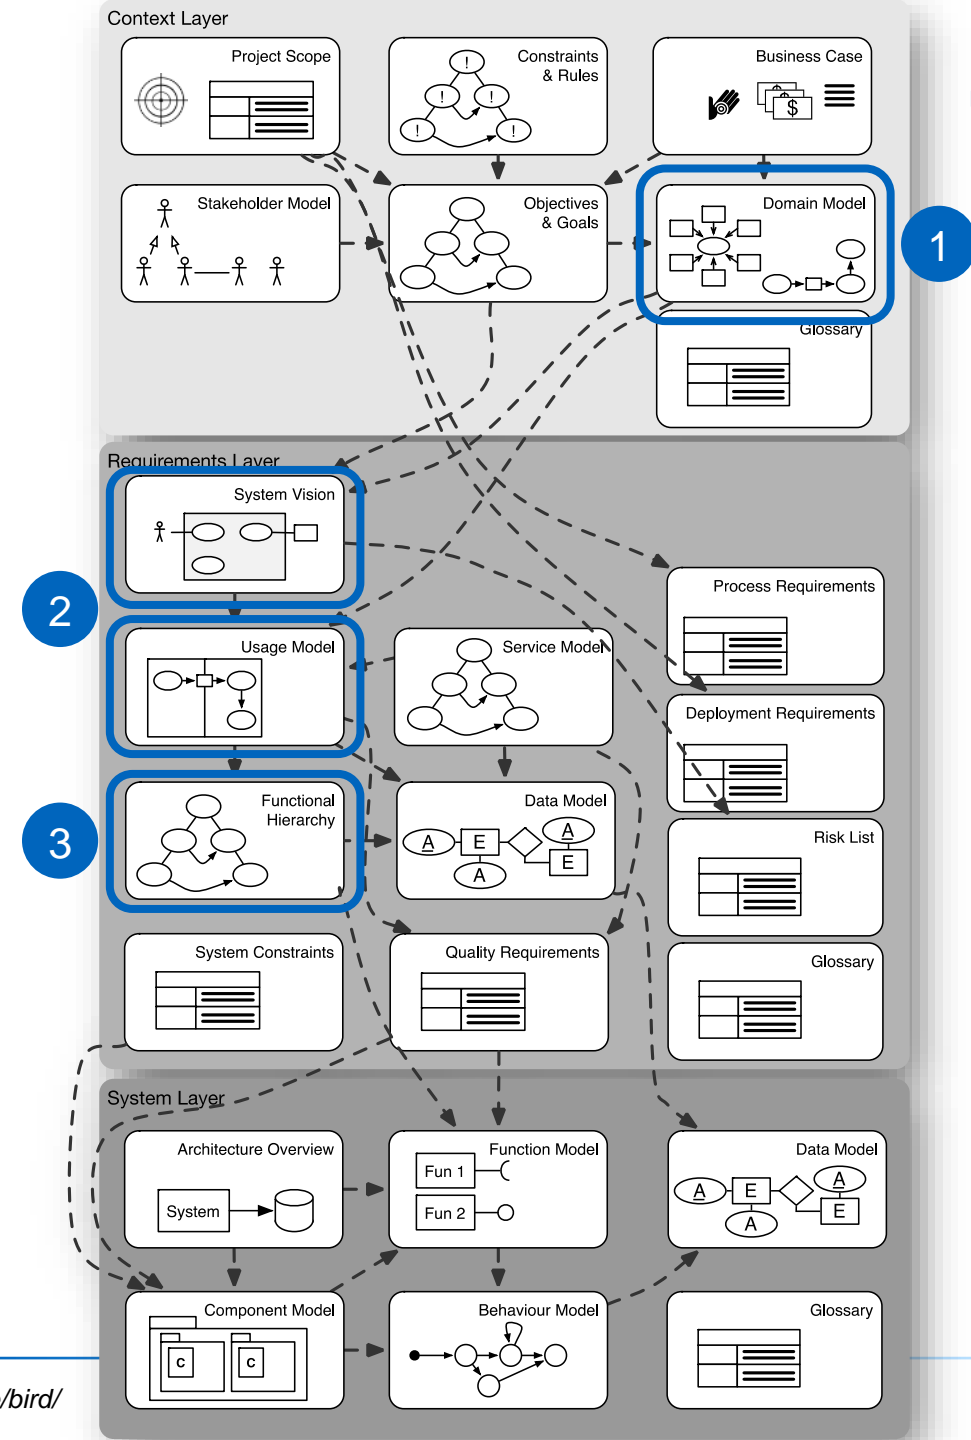 Context Layer
Project Scope
Constraints
& Rules
!
! !
! !
Business Case
$
Stakeholder Model
Objectives
& Goals
Domain Model
1
Glossary
Requirements Layer
System Vision
2
Process Requirements
Usage Model
Service Model
Deployment Requirements
3
Functional
Hierarchy
Data Model
A E A
A E
Risk List
System Constraints
Quality Requirements
Glossary
System Layer
Architecture Overview
System
Function Model
Fun 1
Fun 2
Data Model
A E A
A E
Component Model
C C
Behaviour Model
Glossary
/bird/